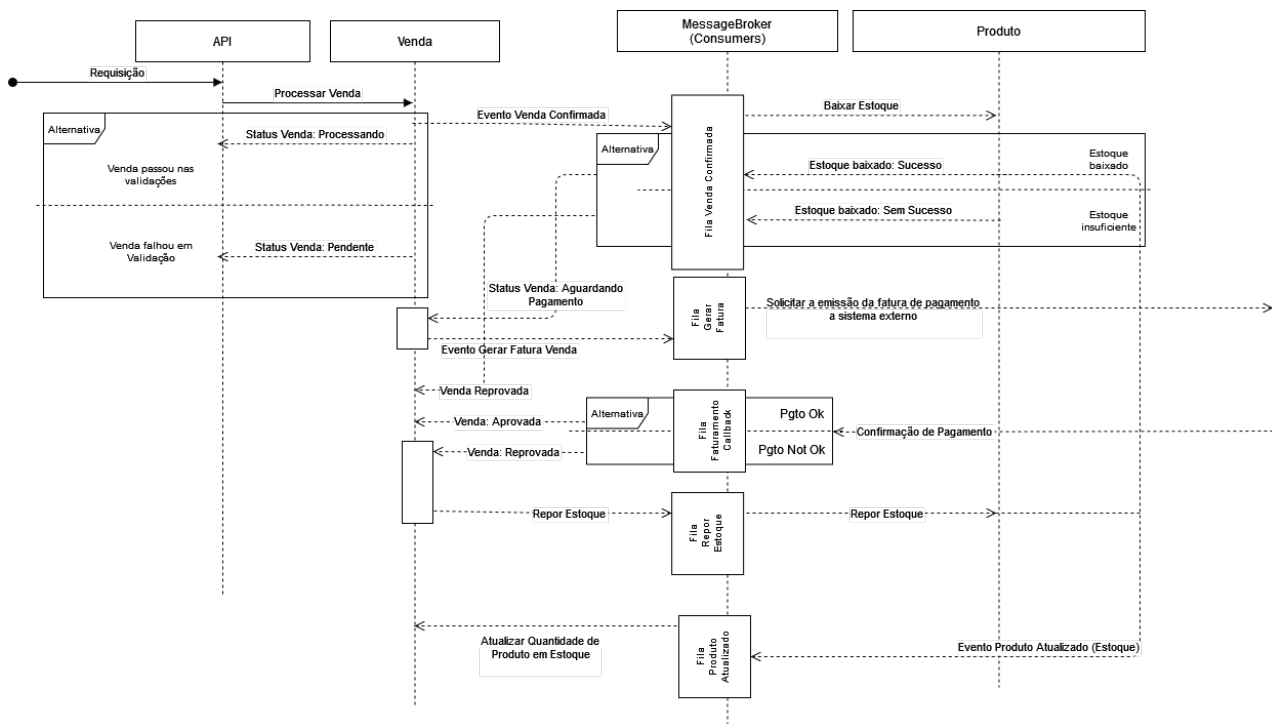 API
Venda
MessageBroker
(Consumers)
Produto
Requisição
Processar Venda
Evento Venda Confirmada
Baixar Estoque
Alternativa
Status Venda: Processando
Venda passou nas
validações
Venda falhou em
Validação
Status Venda: Pendente
Alternativa
Fila Venda Confirmada
Estoque baixado: Sucesso
Estoque
baixado
Estoque baixado: Sem Sucesso
Estoque
insuficiente
Status Venda: Aguardando
Pagamento
Fila
Gerar
Fatura
Solicitar a emissão da fatura de pagamento
a sistema externo
Evento Gerar Fatura Venda
Venda Reprovada
Venda: Aprovada
Alternativa
Fila
Faturamento
Callback
Pgto Ok
Confirmação de Pagamento
Venda: Reprovada
Pgto Not Ok
Repor Estoque
Fila
Repor
Estoque
Repor Estoque
Atualizar Quantidade de
Produto em Estoque
Fila
Produto
Atualizado
Evento Produto Atualizado (Estoque)